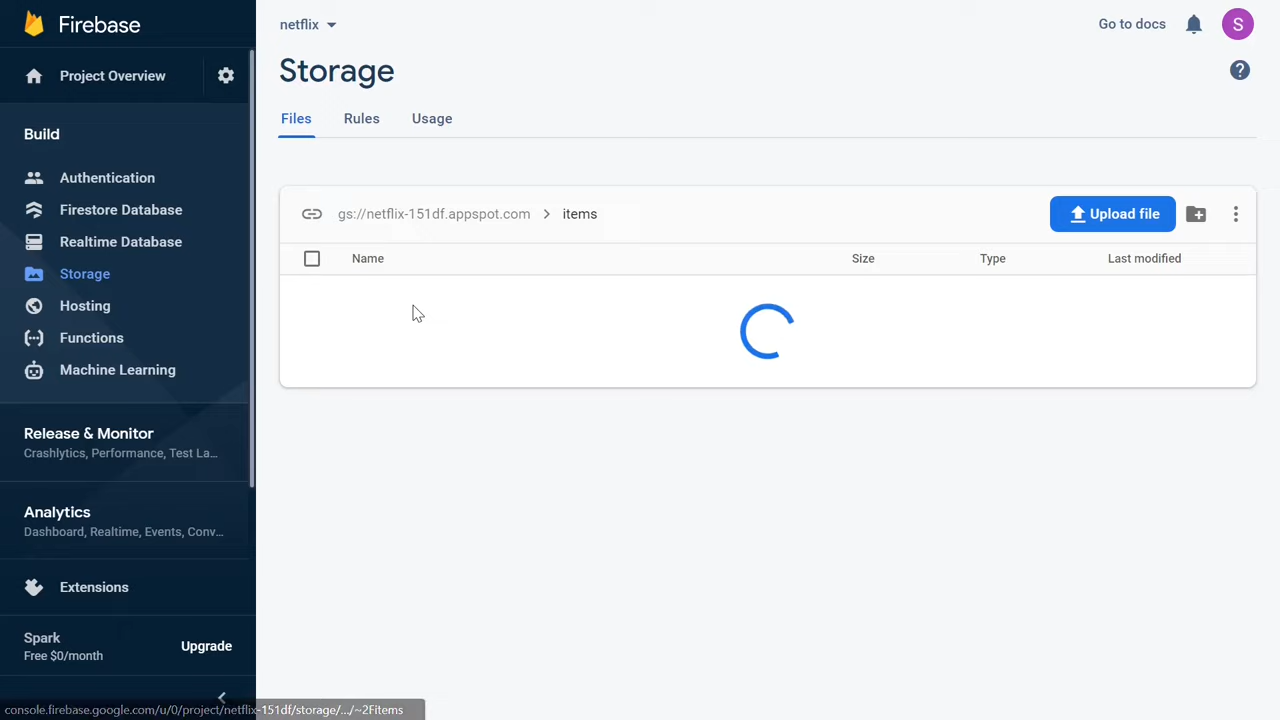 Firebase
netflix
Go to docs
S
Project Overview
Storage
Files
Rules
Usage
Build
Authentication
Firestore Database
Realtime Database
Storage
Hosting
Functions
Machine Learning
gs://netflix-151df.appspot.com > items
Upload file
Name
Size
Type
Last modified
Release & Monitor
Crashlytics, Performance, Test La...
Analytics
Dashboard, Realtime, Events, Conv...
Extensions
Spark
Free $0/month
Upgrade
console.firebase.google.com/u/0/project/netflix-151df/storage/.../~2Fitems